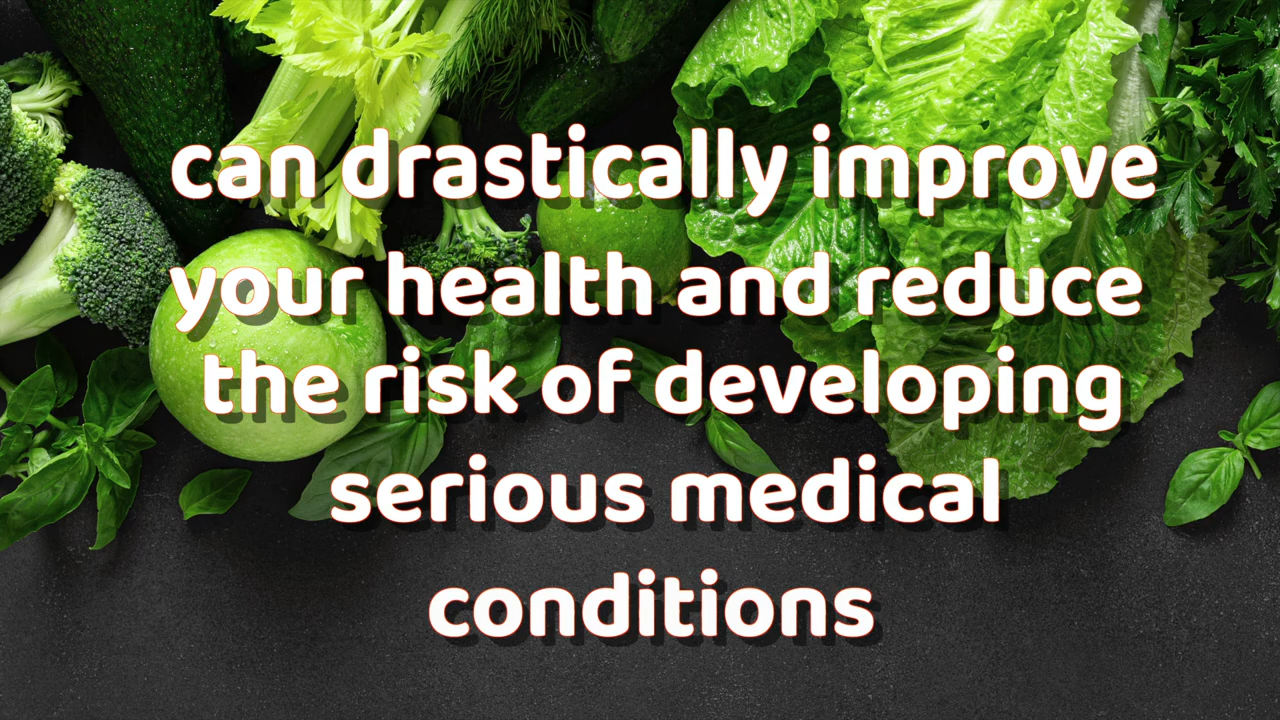 can drastically improve
your health and reduce
the risk of developing
serious medical
conditions